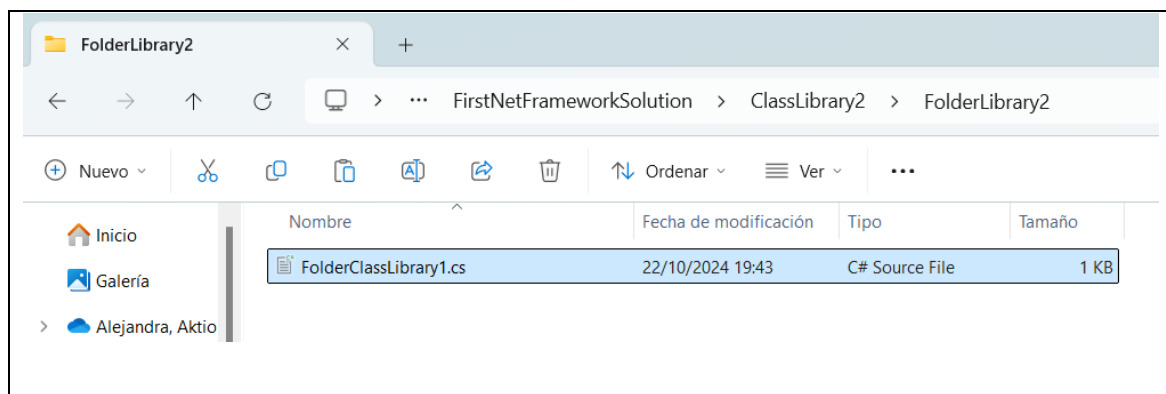 FolderLibrary2
··· FirstNetFrameworkSolution > ClassLibrary2 > FolderLibrary2
Nuevo Ordenar Ver ···
Nombre Fecha de modificación Tipo Tamaño
Inicio
FolderClassLibrary1.cs 22/10/2024 19:43 C# Source File 1 KB
Galería
Alejandra, Aktio